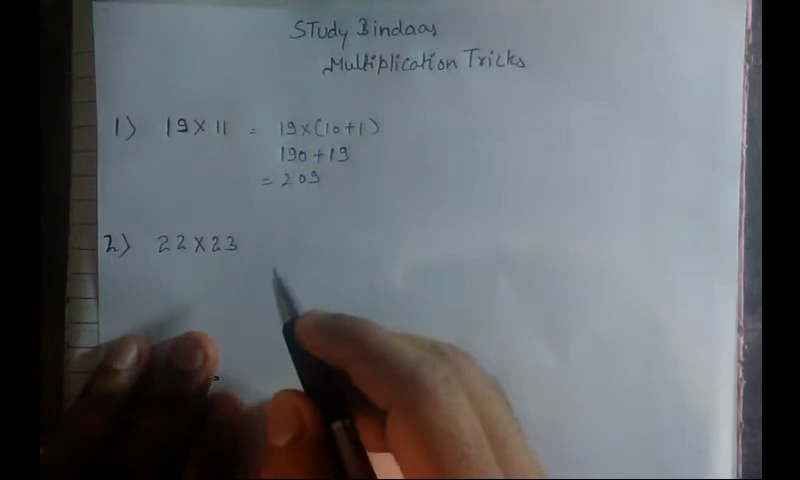 STudy Bindaas
Multiplication Tricks
1) 19 x 11 = 19 x (10+1)
190 + 19
= 209
2) 22 x 23